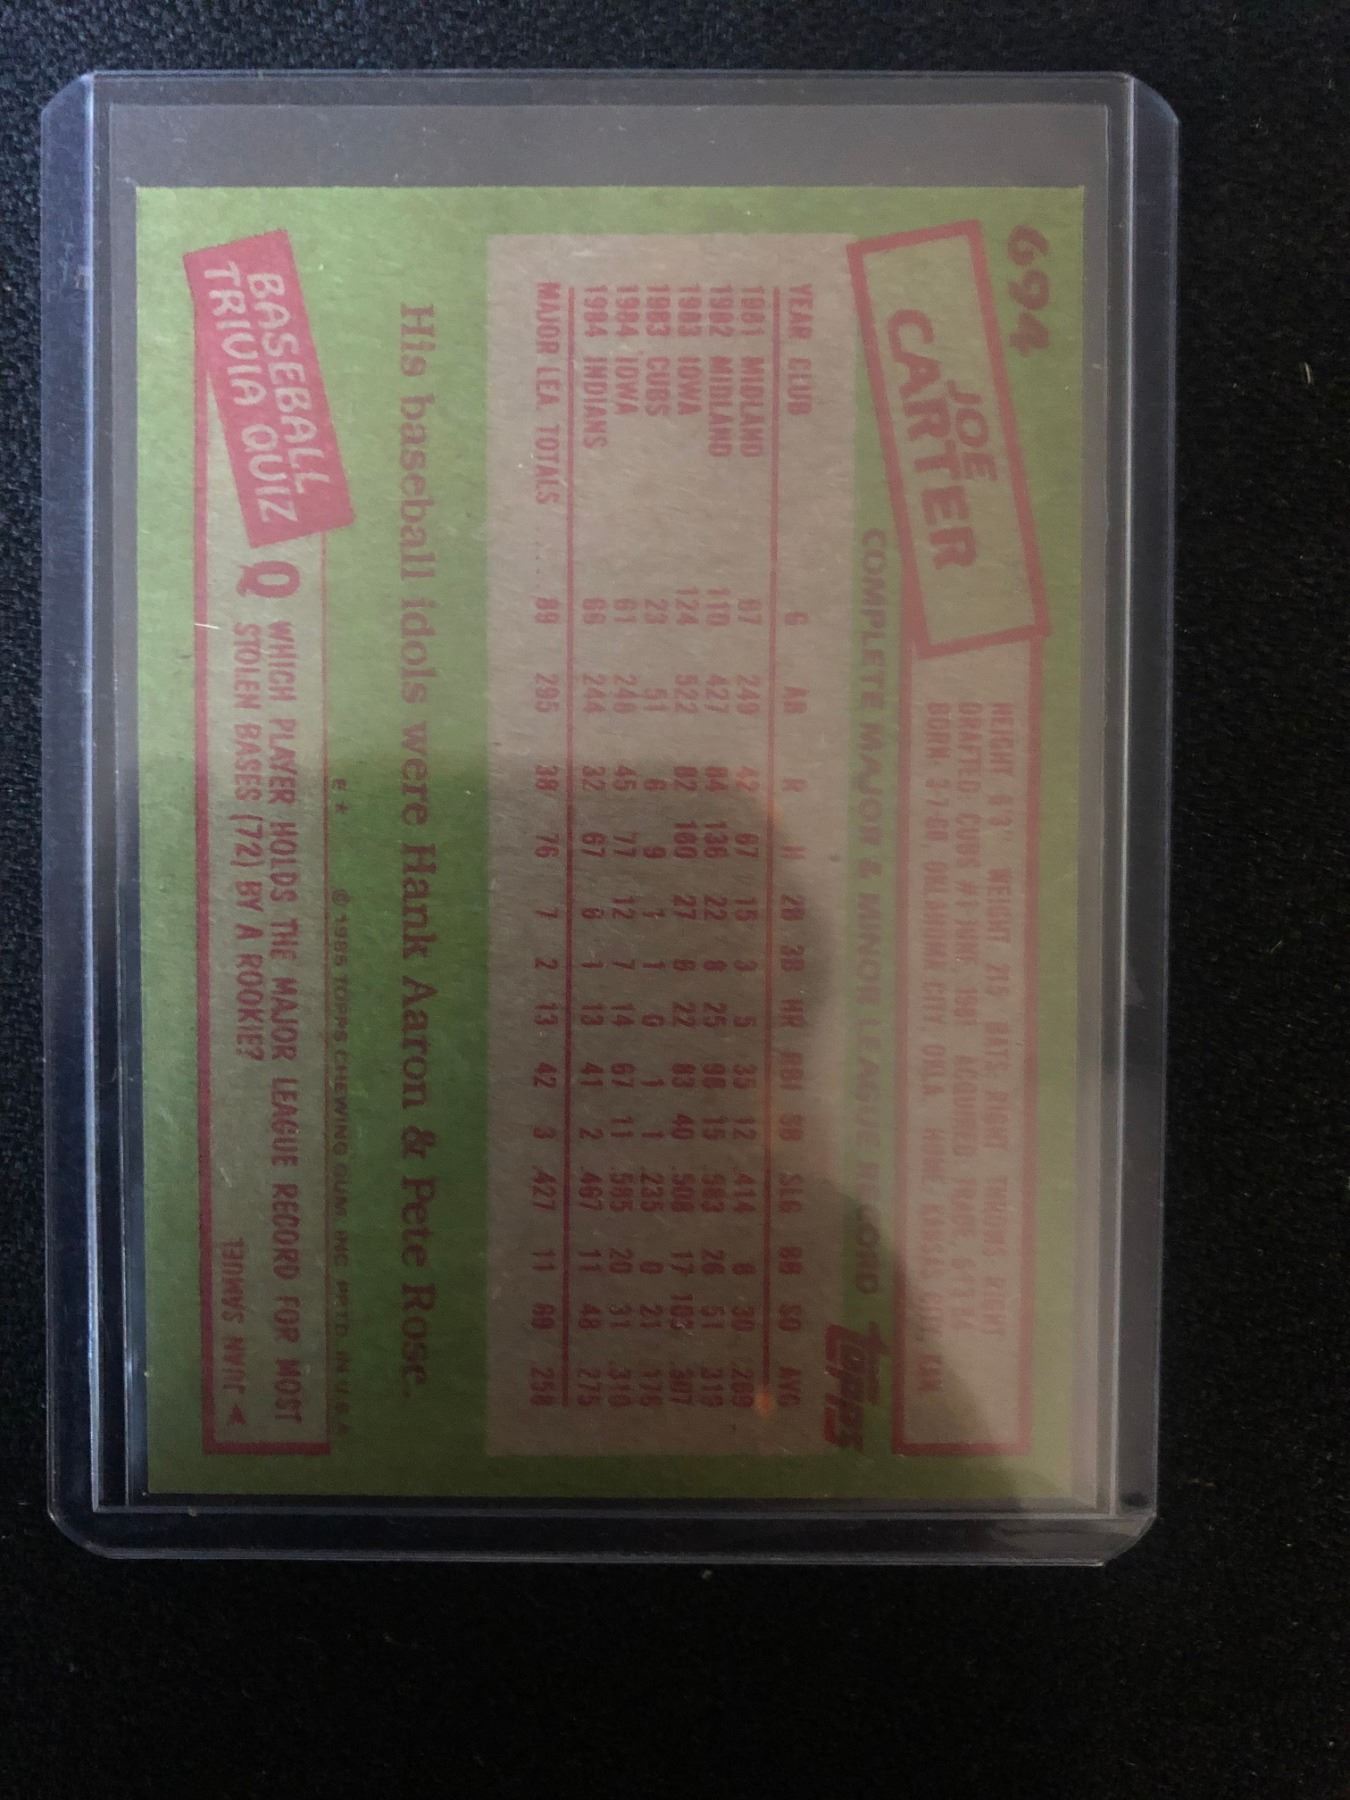 694
JOE
CARTER
HEIGHT 6'3" WEIGHT 215 BATS: RIGHT THROWS: RIGHT
DRAFTED: CUBS #1-JUNE 1981 ACQUIRED: TRADE, 6-13-84
BORN: 3-7-60, OKLAHOMA CITY, OKLA. HOME: KANSAS CITY, KAN.
COMPLETE MAJOR & MINOR LEAGUE RECORD
TOPPS
YEAR CLUB G AB R H 2B 3B HR RBI SB SLG BB SO AVG
1981 MIDLAND 67 249 42 67 15 3 5 35 12 .414 8 30 .269
1982 MIDLAND 110 427 84 136 22 8 25 98 15 .583 26 51 .319
1983 IOWA 124 522 82 160 27 8 22 83 40 .508 17 103 .307
1983 CUBS 23 51 6 9 1 1 0 1 1 .235 0 21 .176
1984 IOWA 61 248 45 77 12 7 14 67 11 .585 20 31 .310
1984 INDIANS 66 244 32 67 6 1 13 41 2 .467 11 48 .275
MAJOR LEA. TOTALS 89 295 38 76 7 2 13 42 3 .427 11 69 .258
His baseball idols were Hank Aaron & Pete Rose.
E* © 1985 TOPPS CHEWING GUM, INC. PRTD. IN U.S.A.
BASEBALL
TRIVIA QUIZ
Q WHICH PLAYER HOLDS THE MAJOR LEAGUE RECORD FOR MOST
STOLEN BASES (72) BY A ROOKIE?
JUAN SAMUEL